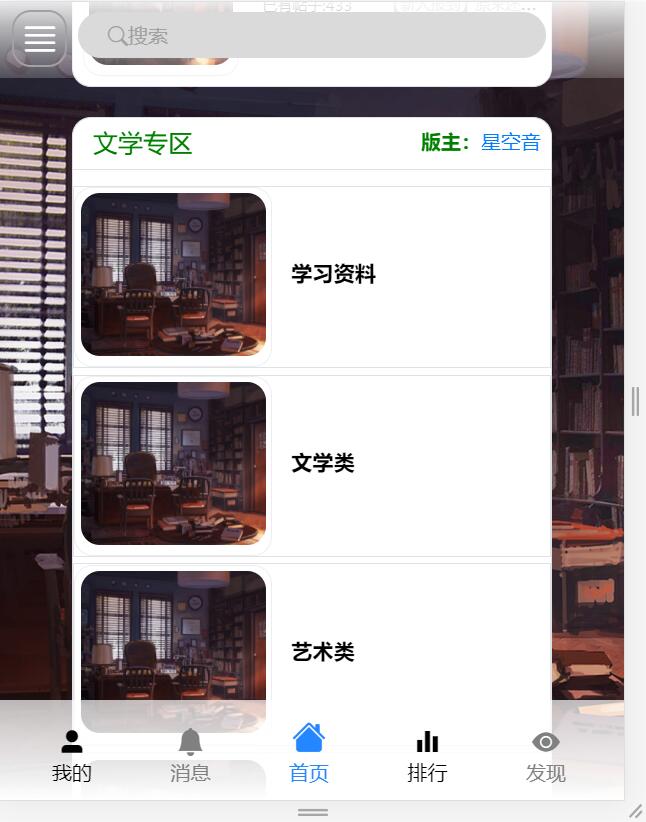 已有帖子:433
搜索
文学专区 版主：星空音
学习资料
文学类
艺术类
我的 消息 首页 排行 发现